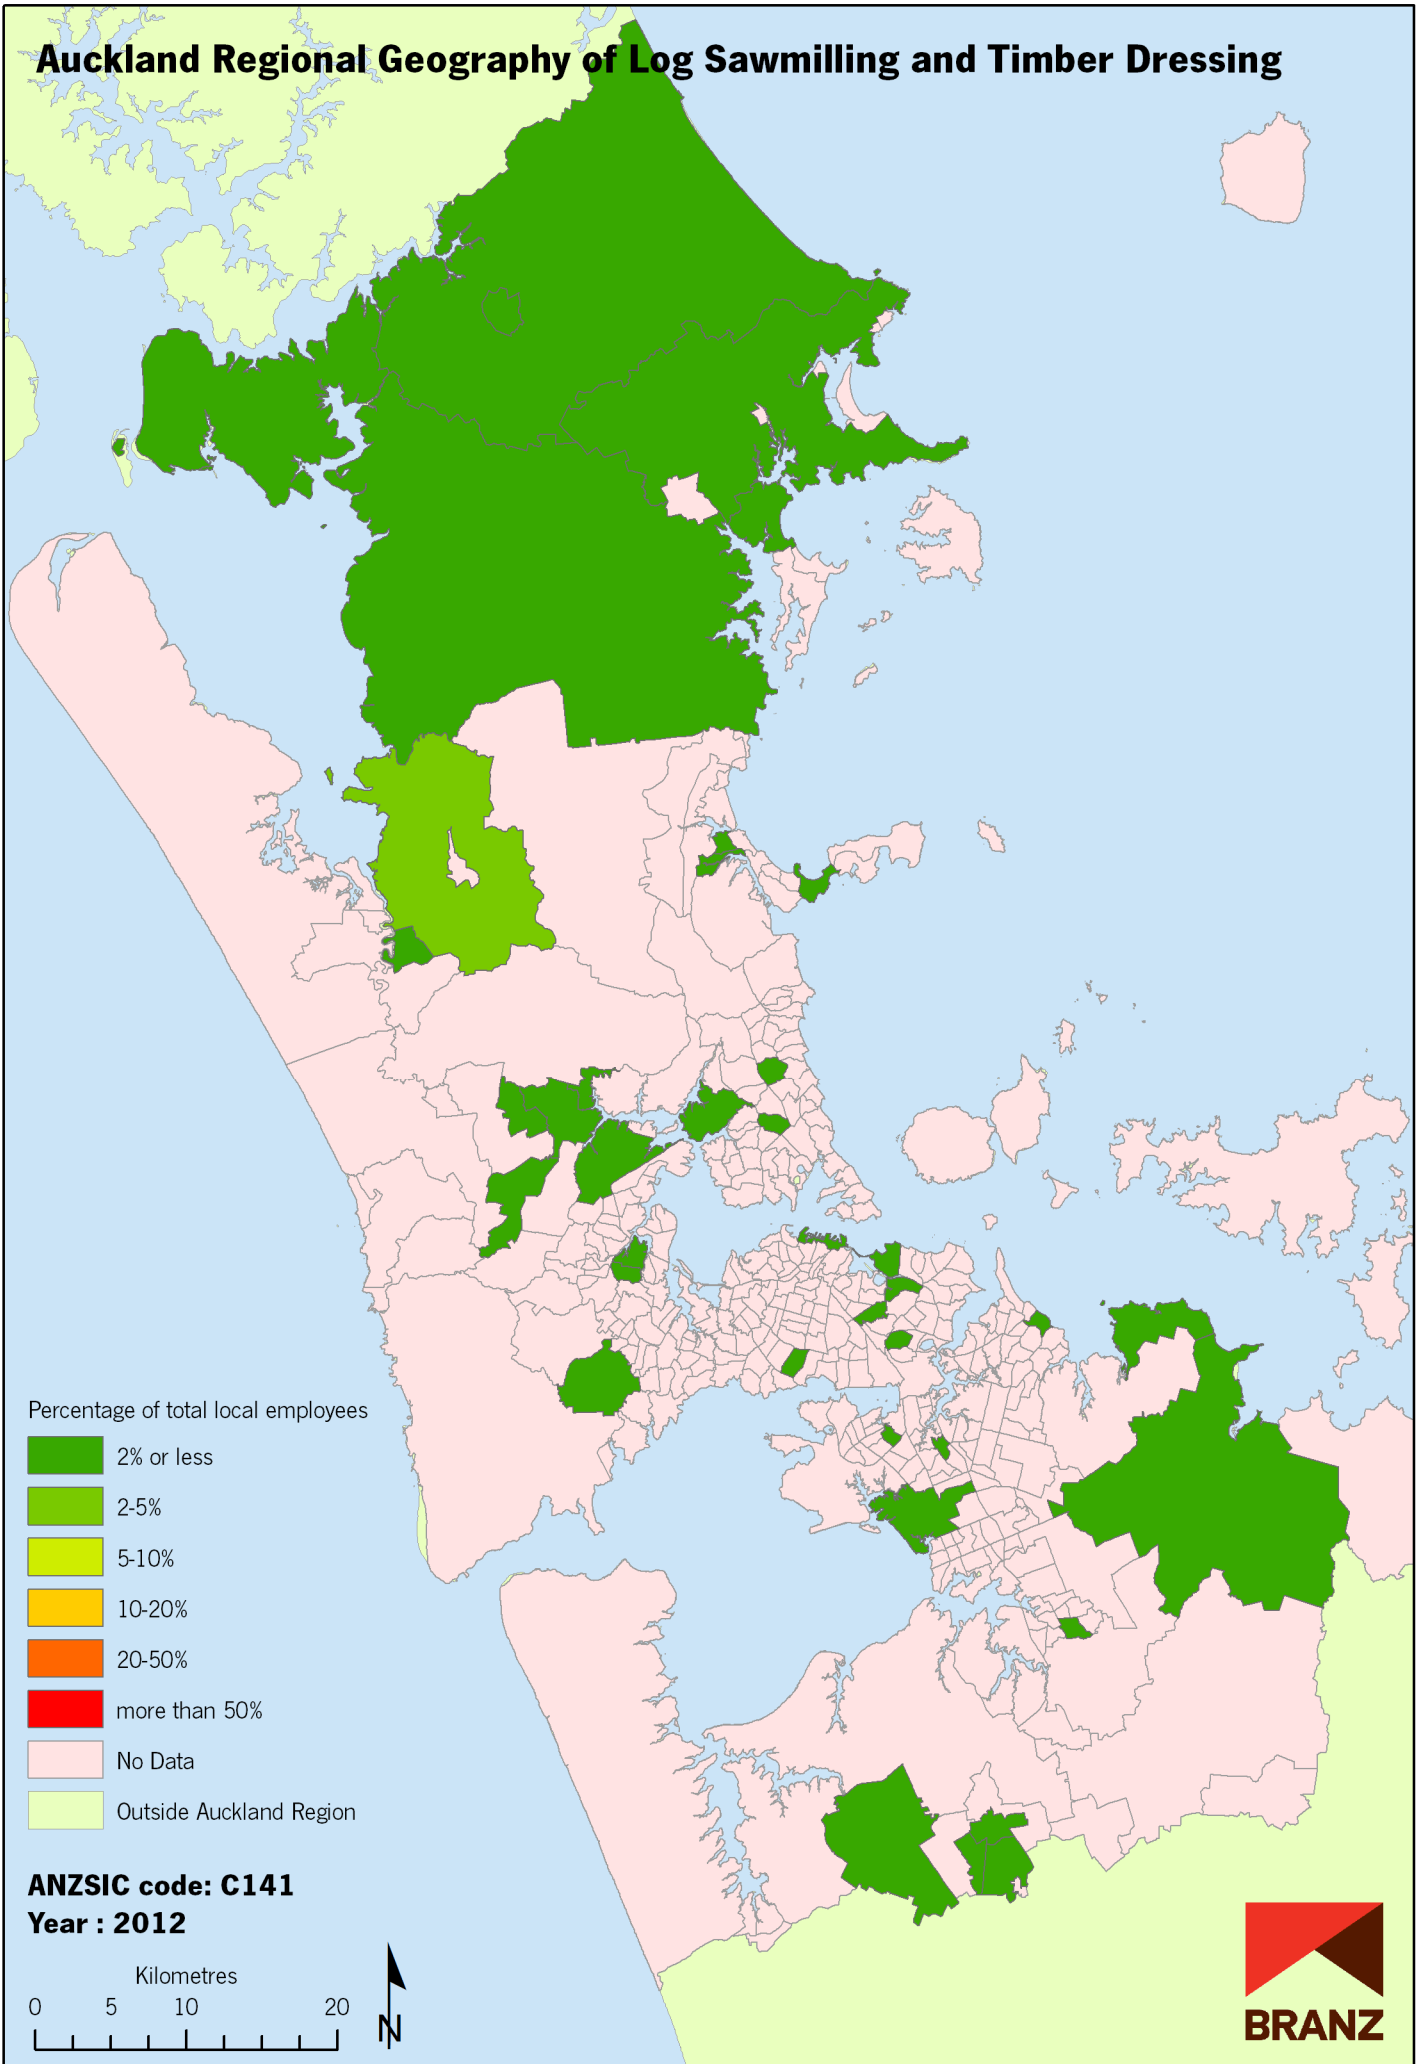 Auckland Regional Geography of Log Sawmilling and Timber Dressing
Percentage of total local employees
2% or less
2-5%
5-10%
10-20%
20-50%
more than 50%
No Data
Outside Auckland Region
ANZSIC code: C141
Year : 2012
Kilometres
0 5 10 20
N
BRANZ